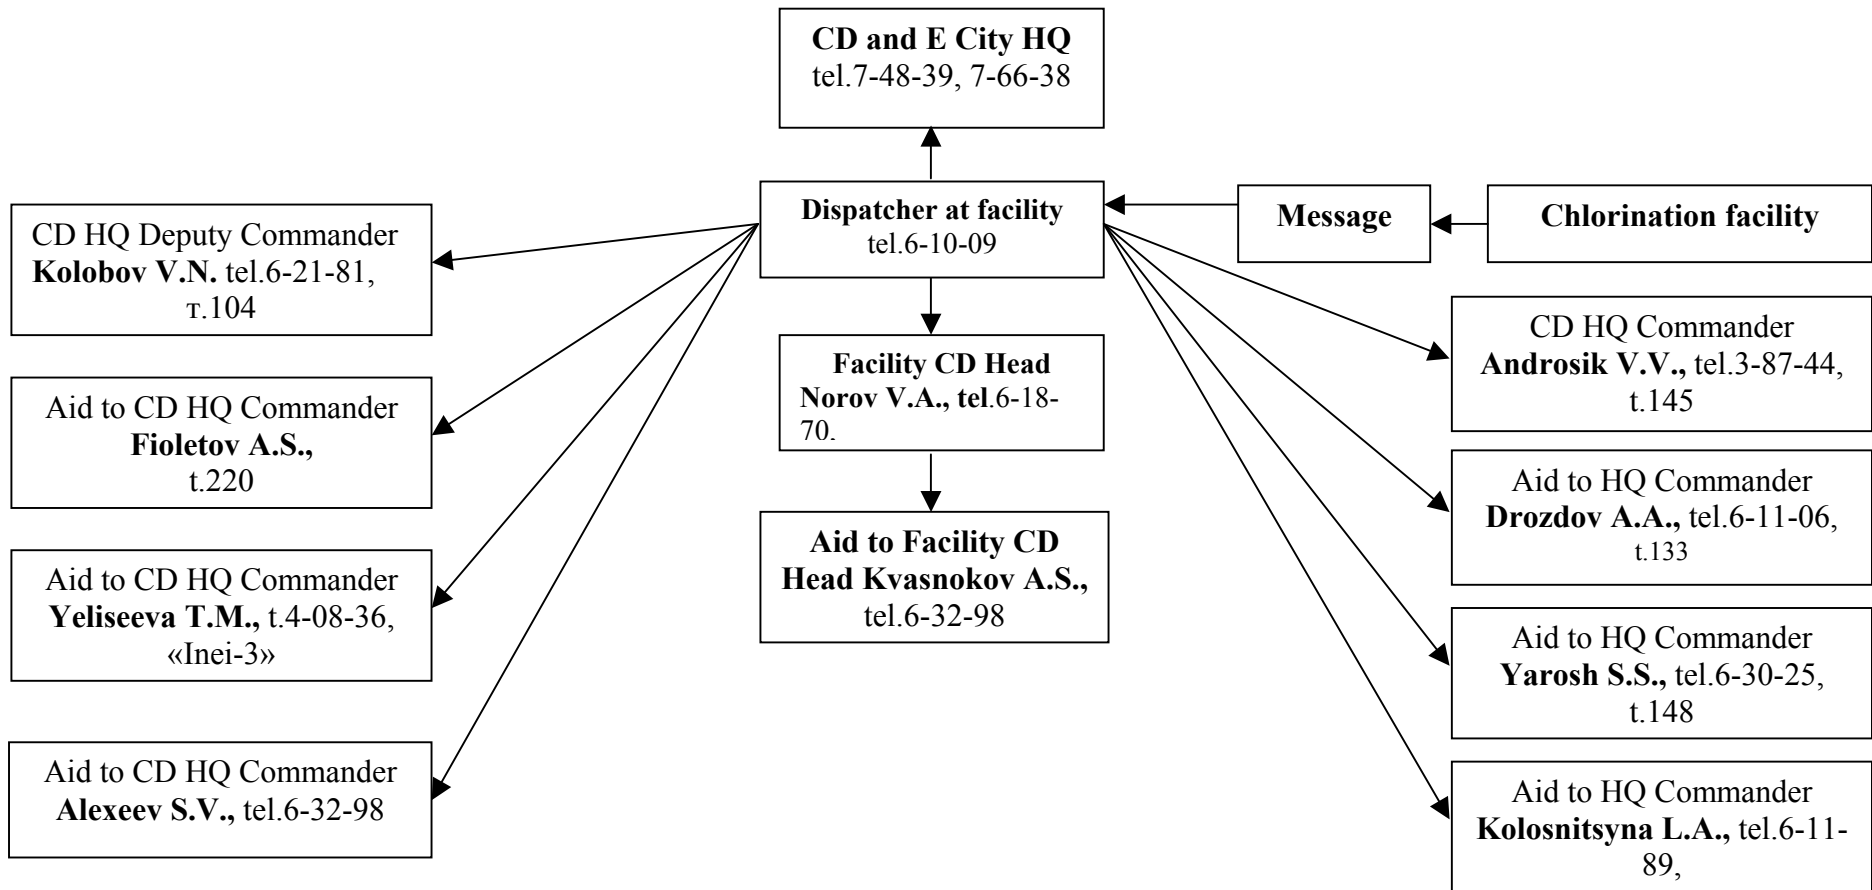 CD and E City HQ
tel.7-48-39, 7-66-38
Dispatcher at facility
tel.6-10-09
Message
Chlorination facility
CD HQ Deputy Commander
Kolobov V.N. tel.6-21-81,
т.104
Aid to CD HQ Commander
Fioletov A.S.,
t.220
Aid to CD HQ Commander
Yeliseeva T.M., t.4-08-36,
«Inei-3»
Aid to CD HQ Commander
Alexeev S.V., tel.6-32-98
Facility CD Head
Norov V.A., tel.6-18-
70.
Aid to Facility CD
Head Kvasnokov A.S.,
tel.6-32-98
CD HQ Commander
Androsik V.V., tel.3-87-44,
t.145
Aid to HQ Commander
Drozdov A.A., tel.6-11-06,
t.133
Aid to HQ Commander
Yarosh S.S., tel.6-30-25,
t.148
Aid to HQ Commander
Kolosnitsyna L.A., tel.6-11-
89,